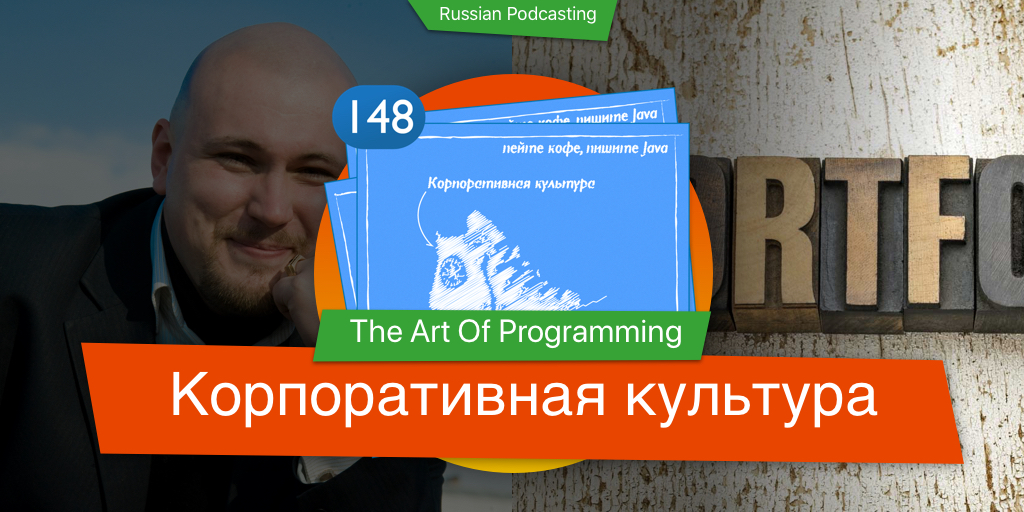 Russian Podcasting
148
кофе, пишите Java
пейте кофе, пишите Java
Корпоративная культура
RTFO
The Art Of Programming
Корпоративная культура